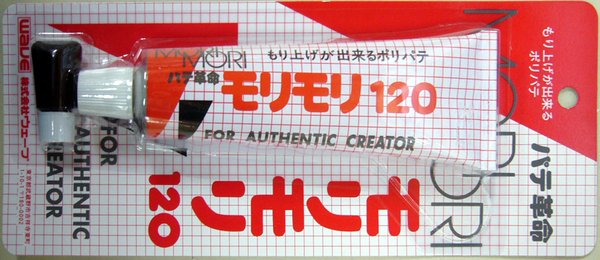 MORI MORI
もり上げが出来るポリパテ
パテ革命
モリモリ120
FOR AUTHENTIC CREATOR
もり上げが出来る
ポリパテ
MORI MORI
パテ革命
モリモリ
120
FOR
AUTHENTIC
CREATOR
WAVE
株式会社ウェーブ